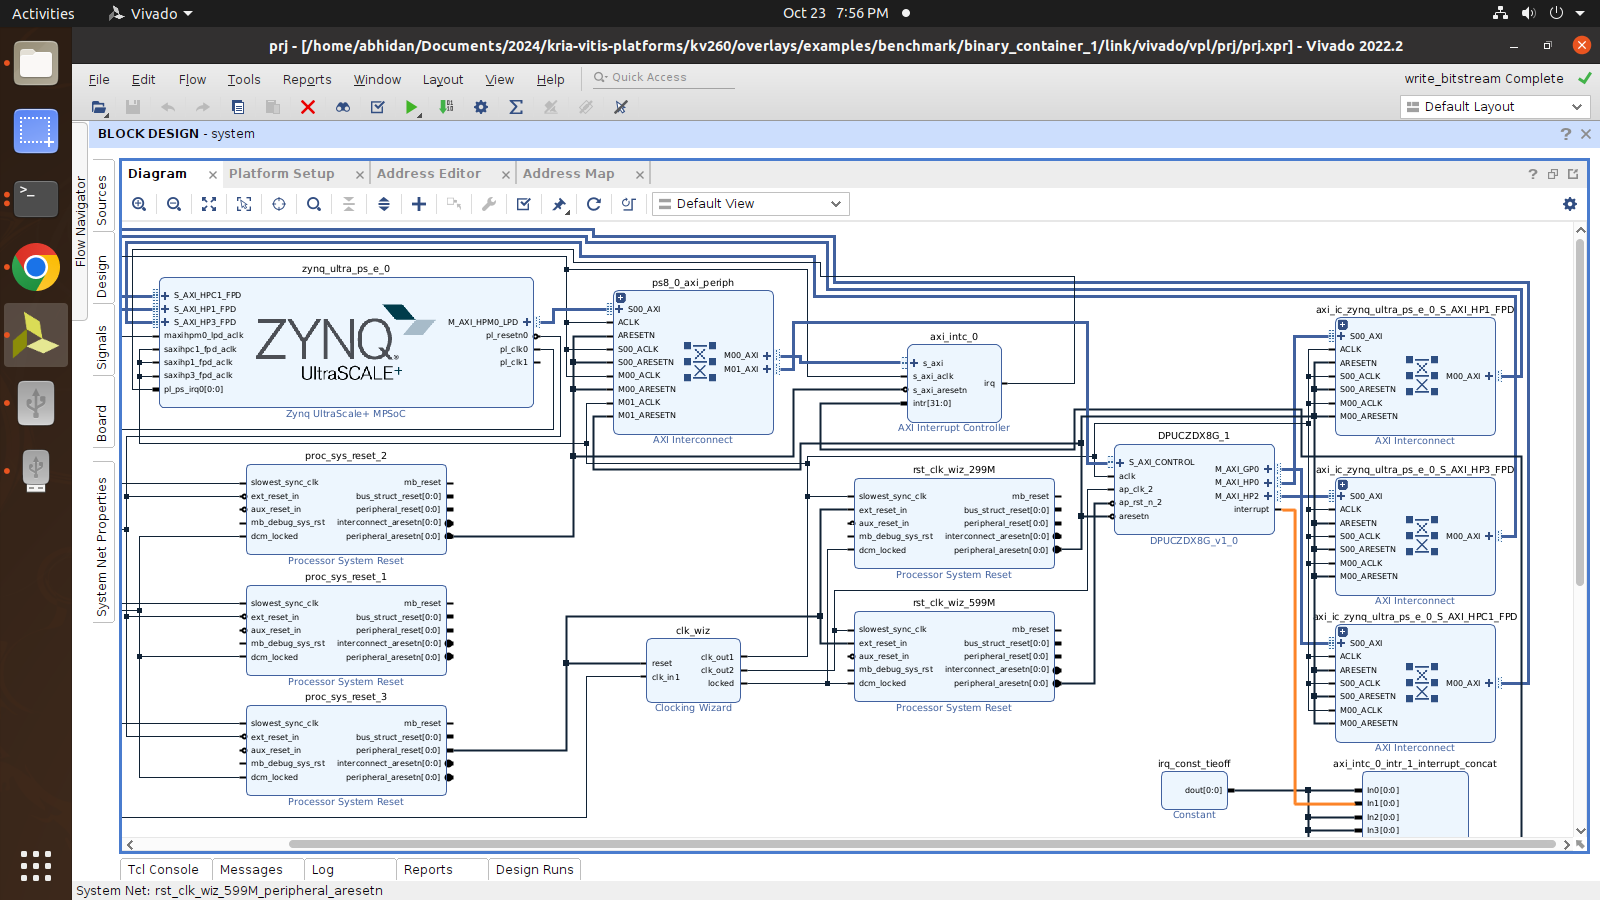 Activities
Vivado
Oct 23 7:56 PM
prj - [/home/abhidan/Documents/2024/kria-vitis-platforms/kv260/overlays/examples/benchmark/binary_container_1/link/vivado/vpl/prj/prj.xpr] - Vivado 2022.2
File Edit Flow Tools Reports Window Layout View Help
Quick Access
write_bitstream Complete
Default Layout
BLOCK DESIGN - system
Flow Navigator
Sources
Design
Signals
Board
System Net Properties
Diagram
Platform Setup
Address Editor
Address Map
Default View
zynq_ultra_ps_e_0
S_AXI_HPC1_FPD
S_AXI_HP1_FPD
S_AXI_HP3_FPD
maxihpm0_lpd_aclk
saxihpc1_fpd_aclk
saxihp1_fpd_aclk
saxihp3_fpd_aclk
pl_ps_irq0[0:0]
ZYNQ
UltraSCALE+
M_AXI_HPM0_LPD
pl_resetn0
pl_clk0
pl_clk1
Zynq UltraScale+ MPSoC
ps8_0_axi_periph
S00_AXI
ACLK
ARESETN
S00_ACLK
S00_ARESETN
M00_ACLK
M00_ARESETN
M01_ACLK
M01_ARESETN
M00_AXI
M01_AXI
AXI Interconnect
axi_intc_0
s_axi
s_axi_aclk
s_axi_aresetn
intr[31:0]
irq
AXI Interrupt Controller
axi_ic_zynq_ultra_ps_e_0_S_AXI_HP1_FPD
S00_AXI
ACLK
ARESETN
S00_ACLK
S00_ARESETN
M00_ACLK
M00_ARESETN
M00_AXI
AXI Interconnect
DPUCZDX8G_1
S_AXI_CONTROL
aclk
ap_clk_2
ap_rst_n_2
aresetn
M_AXI_GP0
M_AXI_HP0
M_AXI_HP2
interrupt
DPUCZDX8G_v1_0
axi_ic_zynq_ultra_ps_e_0_S_AXI_HP3_FPD
S00_AXI
ACLK
ARESETN
S00_ACLK
S00_ARESETN
M00_ACLK
M00_ARESETN
M00_AXI
AXI Interconnect
proc_sys_reset_2
slowest_sync_clk
ext_reset_in
aux_reset_in
mb_debug_sys_rst
dcm_locked
mb_reset
bus_struct_reset[0:0]
peripheral_reset[0:0]
interconnect_aresetn[0:0]
peripheral_aresetn[0:0]
Processor System Reset
rst_clk_wiz_299M
slowest_sync_clk
ext_reset_in
aux_reset_in
mb_debug_sys_rst
dcm_locked
mb_reset
bus_struct_reset[0:0]
peripheral_reset[0:0]
interconnect_aresetn[0:0]
peripheral_aresetn[0:0]
Processor System Reset
proc_sys_reset_1
slowest_sync_clk
ext_reset_in
aux_reset_in
mb_debug_sys_rst
dcm_locked
mb_reset
bus_struct_reset[0:0]
peripheral_reset[0:0]
interconnect_aresetn[0:0]
peripheral_aresetn[0:0]
Processor System Reset
clk_wiz
reset
clk_in1
clk_out1
clk_out2
locked
Clocking Wizard
rst_clk_wiz_599M
slowest_sync_clk
ext_reset_in
aux_reset_in
mb_debug_sys_rst
dcm_locked
mb_reset
bus_struct_reset[0:0]
peripheral_reset[0:0]
interconnect_aresetn[0:0]
peripheral_aresetn[0:0]
Processor System Reset
axi_ic_zynq_ultra_ps_e_0_S_AXI_HPC1_FPD
S00_AXI
ACLK
ARESETN
S00_ACLK
S00_ARESETN
M00_ACLK
M00_ARESETN
M00_AXI
AXI Interconnect
proc_sys_reset_3
slowest_sync_clk
ext_reset_in
aux_reset_in
mb_debug_sys_rst
dcm_locked
mb_reset
bus_struct_reset[0:0]
peripheral_reset[0:0]
interconnect_aresetn[0:0]
peripheral_aresetn[0:0]
Processor System Reset
irq_const_tieoff
dout[0:0]
Constant
axi_intc_0_intr_1_interrupt_concat
In0[0:0]
In1[0:0]
In2[0:0]
In3[0:0]
Tcl Console
Messages
Log
Reports
Design Runs
System Net: rst_clk_wiz_599M_peripheral_aresetn